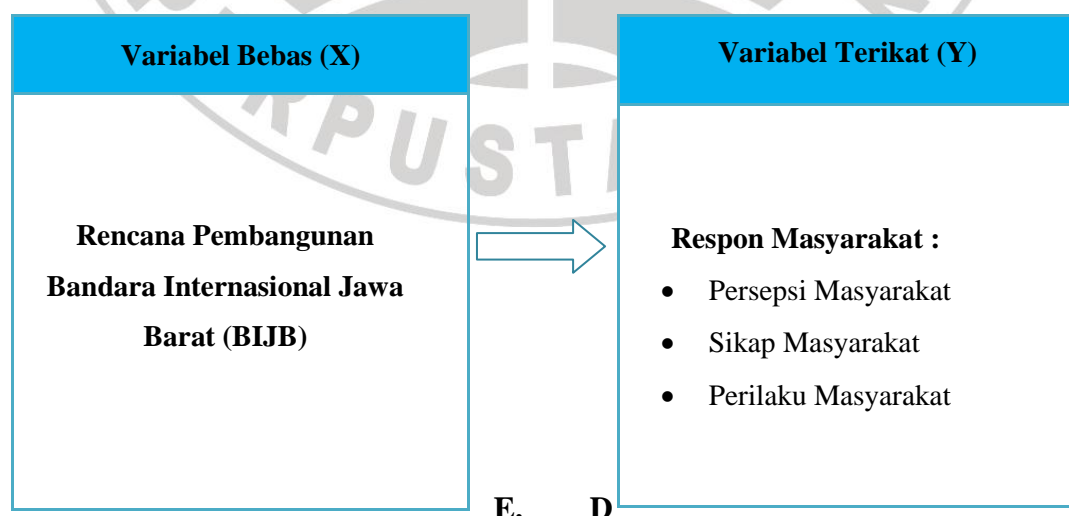 Variabel Bebas (X)
Rencana Pembangunan
Bandara Internasional Jawa
Barat (BIJB)
Variabel Terikat (Y)
Respon Masyarakat :
• Persepsi Masyarakat
• Sikap Masyarakat
• Perilaku Masyarakat
E. D
RPUSTA